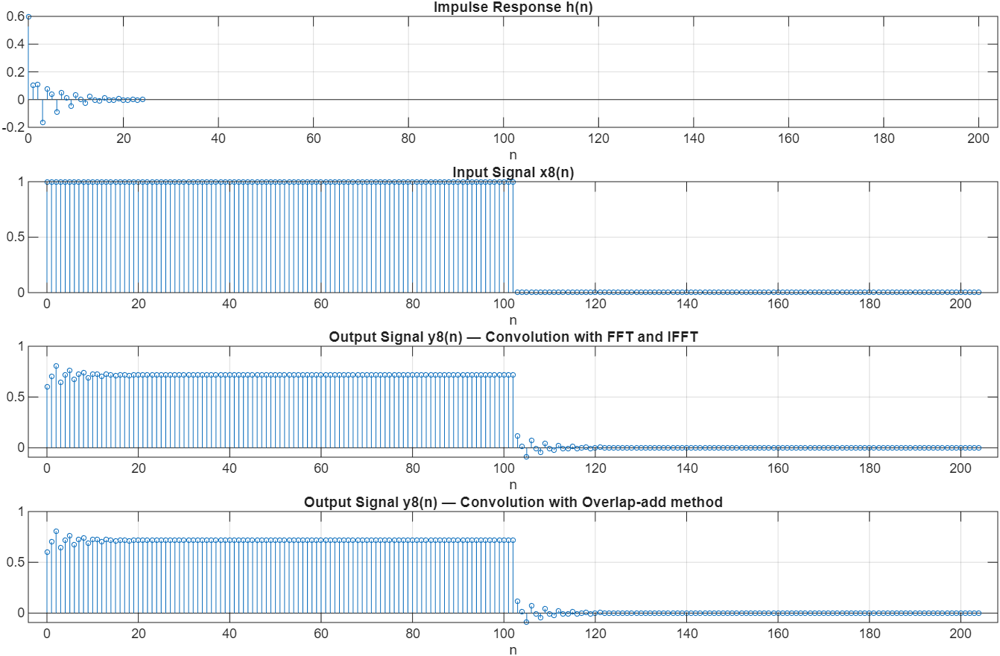 Impulse Response h(n)
0.6
0.4
0.2
0
-0.2
0 20 40 60 80 100 120 140 160 180 200
n
Input Signal x8(n)
1
0.5
0
0 20 40 60 80 100 120 140 160 180 200
n
Output Signal y8(n) — Convolution with FFT and IFFT
1
0.5
0
0 20 40 60 80 100 120 140 160 180 200
n
Output Signal y8(n) — Convolution with Overlap-add method
1
0.5
0
0 20 40 60 80 100 120 140 160 180 200
n